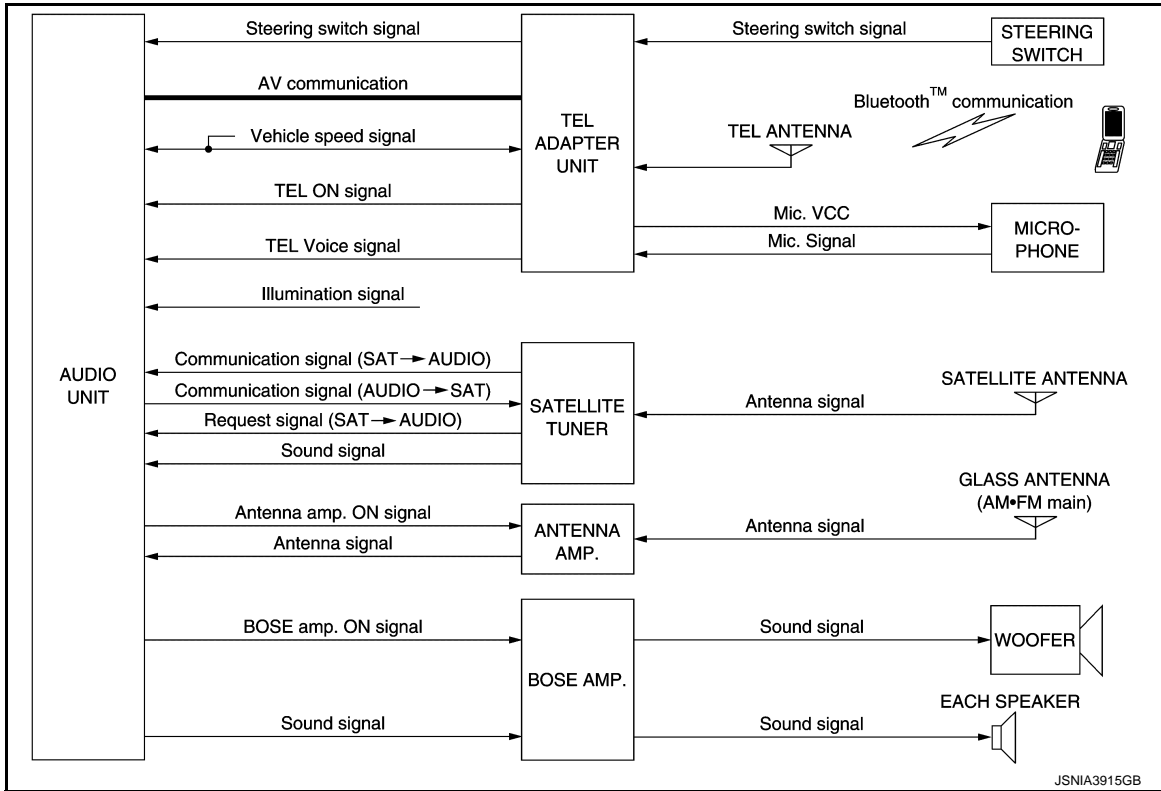 Steering switch signal
Steering switch signal
STEERING
SWITCH
AV communication
Bluetooth™ communication
TEL ANTENNA
TEL
ADAPTER
UNIT
Vehicle speed signal
TEL ON signal
Mic. VCC
Mic. Signal
MICRO-
PHONE
TEL Voice signal
Illumination signal
AUDIO
UNIT
Communication signal (SAT→AUDIO)
Communication signal (AUDIO→SAT)
Request signal (SAT→AUDIO)
Sound signal
SATELLITE
TUNER
Antenna signal
SATELLITE ANTENNA
GLASS ANTENNA
(AM•FM main)
Antenna amp. ON signal
Antenna signal
ANTENNA
AMP.
Antenna signal
BOSE amp. ON signal
BOSE AMP.
Sound signal
WOOFER
EACH SPEAKER
Sound signal
Sound signal
JSNIA3915GB